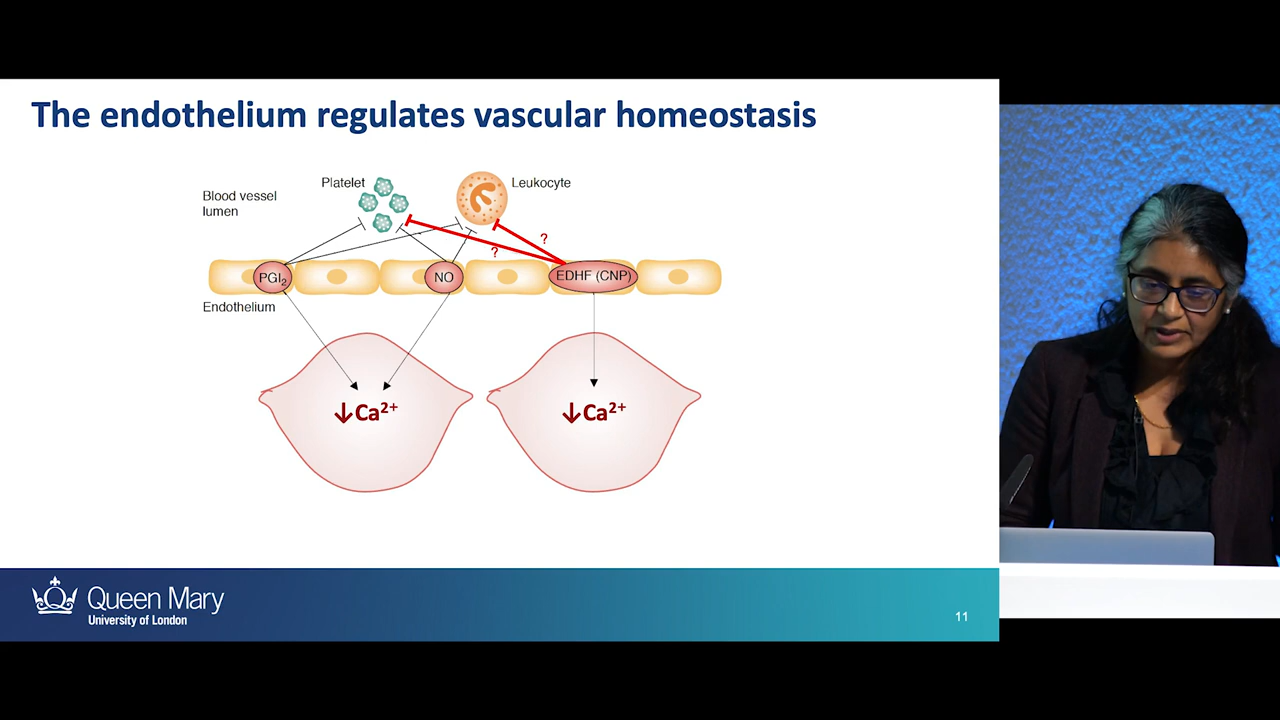 The endothelium regulates vascular homeostasis
Platelet
Leukocyte
Blood vessel
lumen
?
?
PGI₂
NO
EDHF (CNP)
Endothelium
↓Ca²⁺
↓Ca²⁺
Queen Mary
University of London
11